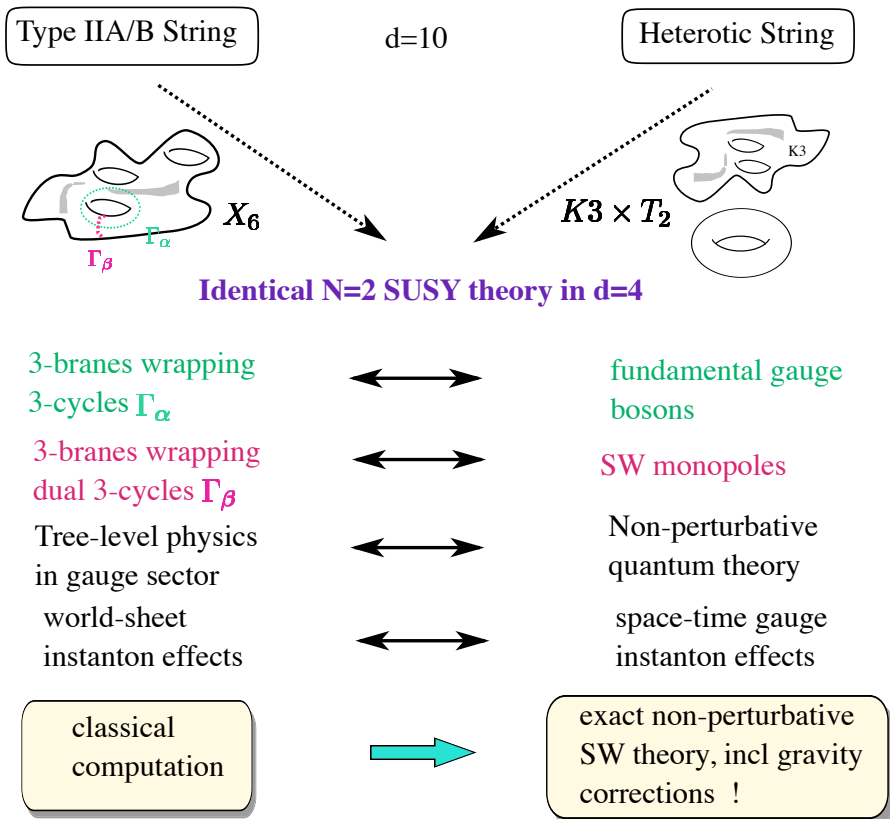 Type IIA/B String
d=10
Heterotic String
K3
X₆
K3 × T₂
Γα
Γβ
Identical N=2 SUSY theory in d=4
3-branes wrapping
3-cycles Γα
fundamental gauge
bosons
3-branes wrapping
dual 3-cycles Γβ
SW monopoles
Tree-level physics
in gauge sector
Non-perturbative
quantum theory
world-sheet
instanton effects
space-time gauge
instanton effects
classical
computation
exact non-perturbative
SW theory, incl gravity
corrections !